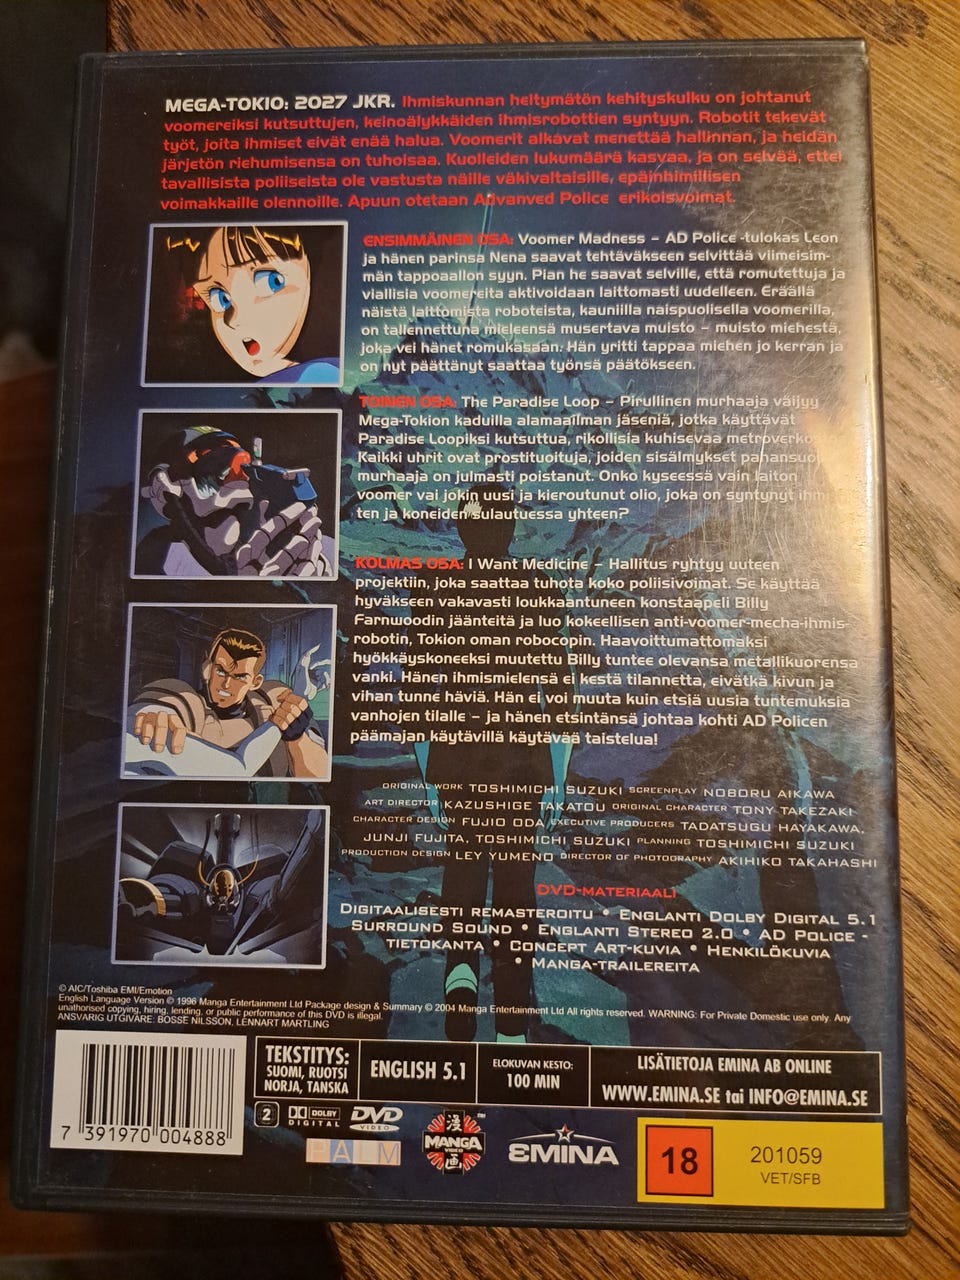 MEGA-TOKIO: 2027 JKR. Ihmiskunnan heltymätön kehityskulku on johtanut
voomereiksi kutsuttujen, keinoälykkäiden ihmisrobottien syntyyn. Robotit tekevät
työt, joita ihmiset eivät enää halua. Voomerit alkavat menettää hallinnan, ja heidän
järjetön riehumisensa on tuhoisaa. Kuolleiden lukumäärä kasvaa, ja on selvää, ettei
tavallisista poliiseista ole vastusta näille väkivaltaisille, epäinhimillisen
voimakkaille olennoille. Apuun otetaan Advanved Police erikoisvoimat.
ENSIMMÄINEN OSA: Voomer Madness – AD Police -tulokas Leon
ja hänen parinsa Nena saavat tehtäväkseen selvittää viimeisim-
män tappoaallon syyn. Pian he saavat selville, että romutettuja ja
viallisia voomereita aktivoidaan laittomasti uudelleen. Eräällä
näistä laittomista roboteista, kauniilla naispuolisella voomerilla,
on tallennettuna mieleensä musertava muisto – muisto miehestä,
joka vei hänet romukasaan. Hän yritti tappaa miehen jo kerran ja
on nyt päättänyt saattaa työnsä päätökseen.
TOINEN OSA: The Paradise Loop – Pirullinen murhaaja väijyy
Mega-Tokion kaduilla alamaailman jäseniä, jotka käyttävät
Paradise Loopiksi kutsuttua, rikollisia kuhisevaa
Kaikki uhrit ovat prostituoituja, joiden sisälmykset
murhaaja on julmasti poistanut. Onko kyseessä vain laiton
voomer vai jokin uusi ja kieroutunut olio, joka on syntynyt
ten ja koneiden sulautuessa yhteen?
KOLMAS OSA: I Want Medicine – Hallitus ryhtyy uuteen
projektiin, joka saattaa tuhota koko poliisivoimat. Se käyttää
hyväkseen vakavasti loukkaantuneen konstaapeli Billy
Farnwoodin jäänteitä ja luo kokeellisen anti-voomer-mecha-ihmis-
robotin, Tokion oman robocopin. Haavoittumattomaksi
hyökkäyskoneeksi muutettu Billy tuntee olevansa metallikuorensa
vanki. Hänen ihmismielensä ei kestä tilannetta, eivätkä kivun ja
vihan tunne häviä. Hän ei voi muuta kuin etsiä uusia tuntemuksia
vanhojen tilalle – ja hänen etsintänsä johtaa kohti AD Policen
päämajan käytävillä käytävää taistelua!
ORIGINAL WORK TOSHIMICHI SUZUKI SCREENPLAY NOBORU AIKAWA
ART DIRECTOR KAZUSHIGE TAKATOU ORIGINAL CHARACTER TONY TAKEZAKI
CHARACTER DESIGN FUJIO ODA EXECUTIVE PRODUCERS TADATSUGU HAYAKAWA,
JUNJI FUJITA, TOSHIMICHI SUZUKI PLANNING TOSHIMICHI SUZUKI
PRODUCTION DESIGN LEY YUMENO DIRECTOR OF PHOTOGRAPHY AKIHIKO TAKAHASHI
DVD-MATERIAALI
DIGITAALISESTI REMASTEROITU • ENGLANTI DOLBY DIGITAL 5.1
SURROUND SOUND • ENGLANTI STEREO 2.0 • AD POLICE -
TIETOKANTA • CONCEPT ART-KUVIA • HENKILÖKUVIA
• MANGA-TRAILEREITA
© AIC/Toshiba EMI/Emotion
English Language Version © 1996 Manga Entertainment Ltd Package design & Summary © 2004 Manga Entertainment Ltd All rights reserved. WARNING: For Private Domestic use only. Any
unathorised copying, hiring, lending, or public performance of this DVD is illegal.
ANSVARIG UTGIVARE: BOSSE NILSSON, LENNART MARTLING
TEKSTITYS:
SUOMI, RUOTSI
NORJA, TANSKA
ENGLISH 5.1
ELOKUVAN KESTO:
100 MIN
LISÄTIETOJA EMINA AB ONLINE
WWW.EMINA.SE tai INFO@EMINA.SE
7 391970 004888
2
DOLBY
DIGITAL
DVD
VIDEO
PALM
漫
MANGA
VIDEO
画
TM
EMINA
18
201059
VET/SFB